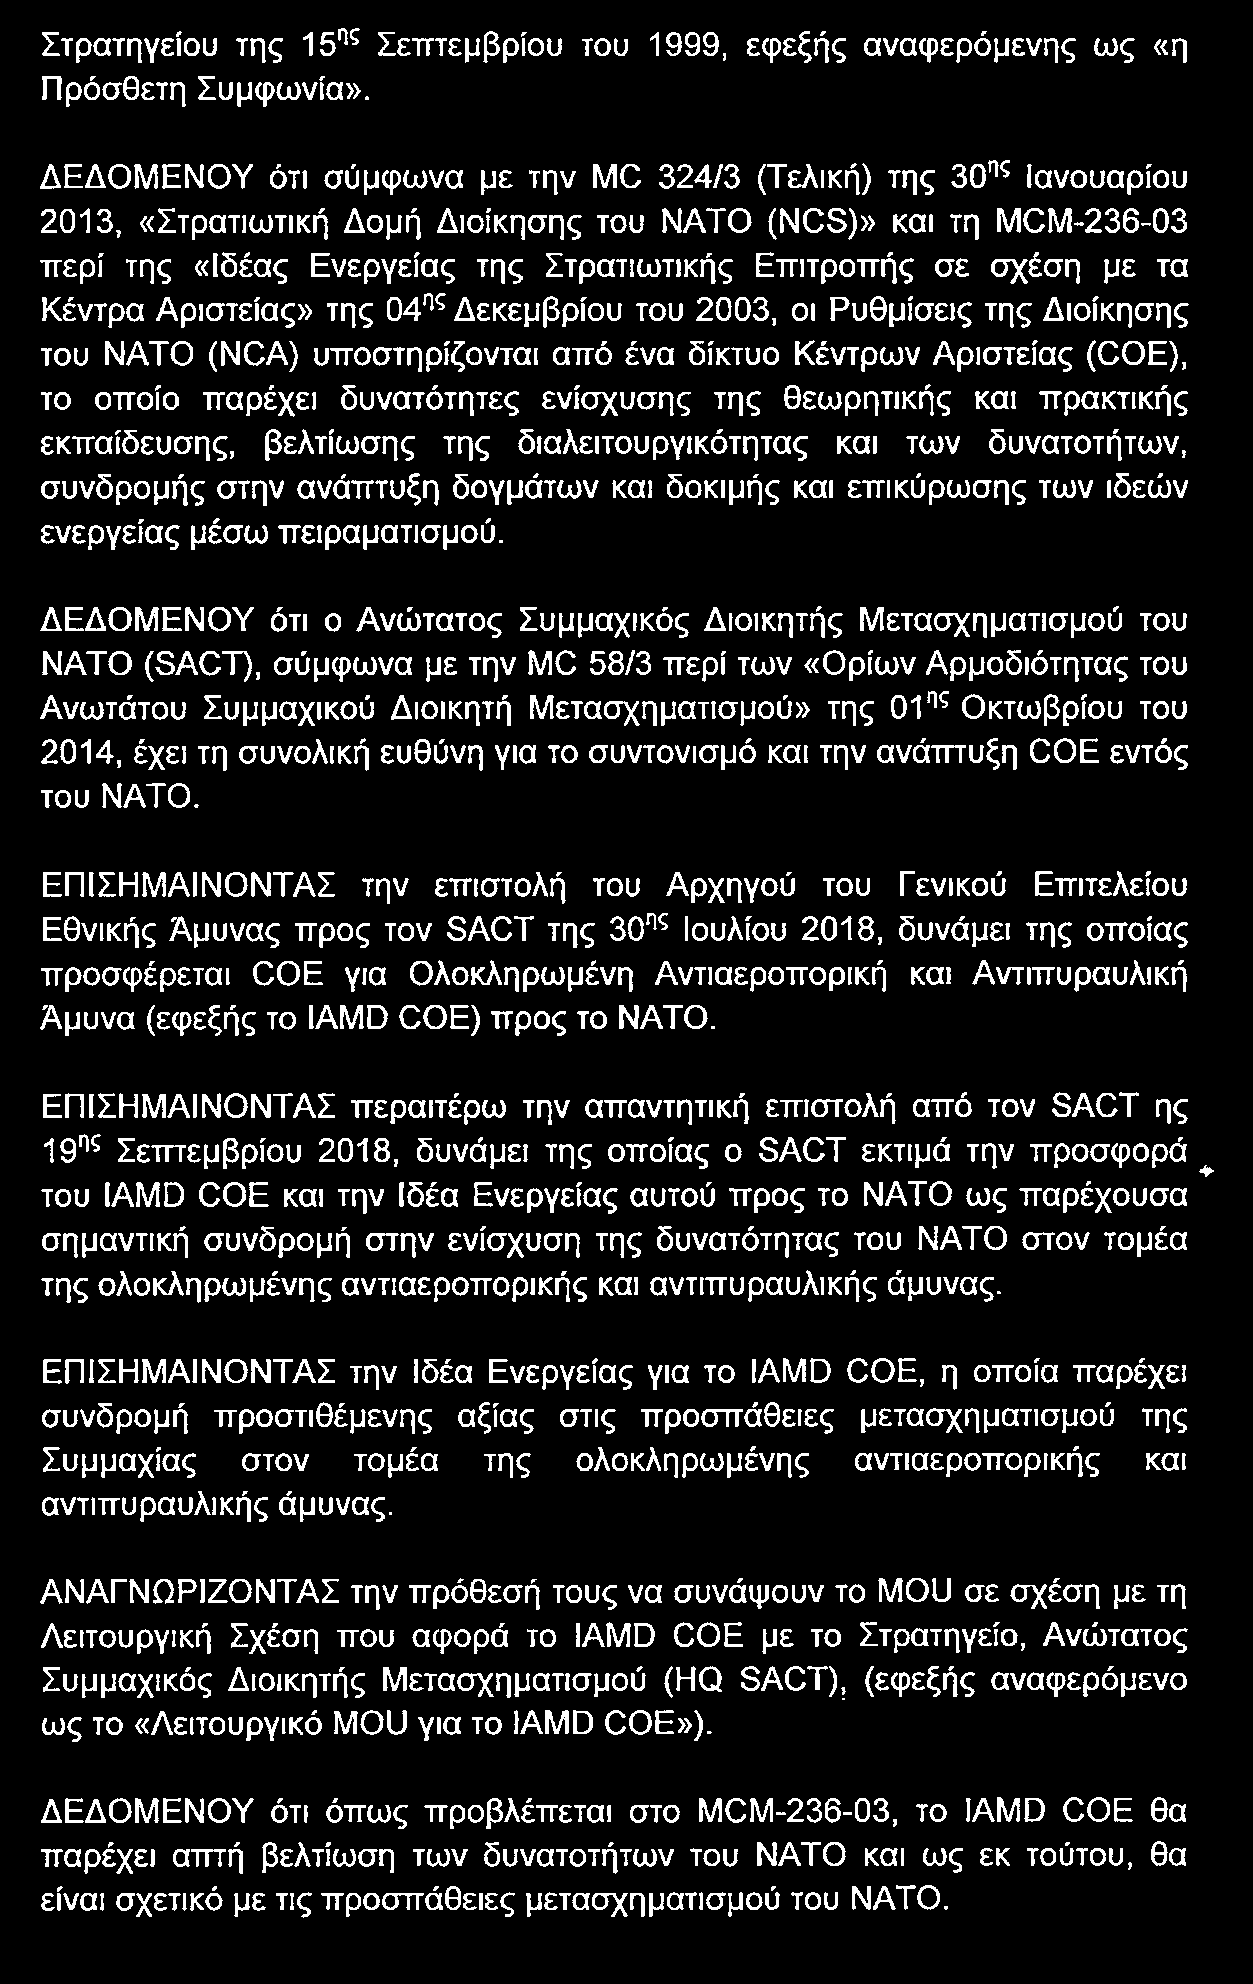 Στρατηγείου της 15ης Σεπτεμβρίου του 1999, εφεξής αναφερόμενης ως «η
Πρόσθετη Συμφωνία».
ΔΕΔΟΜΕΝΟΥ ότι σύμφωνα με την MC 324/3 (Τελική) της 30ης Ιανουαρίου
2013, «Στρατιωτική Δομή Διοίκησης του ΝΑΤΟ (NCS)» και τη MCM-236-03
περί της «Ιδέας Ενεργείας της Στρατιωτικής Επιτροπής σε σχέση με τα
Κέντρα Αριστείας» της 04ης Δεκεμβρίου του 2003, οι Ρυθμίσεις της Διοίκησης
του ΝΑΤΟ (NCA) υποστηρίζονται από ένα δίκτυο Κέντρων Αριστείας (COE),
το οποίο παρέχει δυνατότητες ενίσχυσης της θεωρητικής και πρακτικής
εκπαίδευσης, βελτίωσης της διαλειτουργικότητας και των δυνατοτήτων,
συνδρομής στην ανάπτυξη δογμάτων και δοκιμής και επικύρωσης των ιδεών
ενεργείας μέσω πειραματισμού.
ΔΕΔΟΜΕΝΟΥ ότι ο Ανώτατος Συμμαχικός Διοικητής Μετασχηματισμού του
ΝΑΤΟ (SACT), σύμφωνα με την MC 58/3 περί των «Ορίων Αρμοδιότητας του
Ανωτάτου Συμμαχικού Διοικητή Μετασχηματισμού» της 01ης Οκτωβρίου του
2014, έχει τη συνολική ευθύνη για το συντονισμό και την ανάπτυξη COE εντός
του ΝΑΤΟ.
ΕΠΙΣΗΜΑΙΝΟΝΤΑΣ την επιστολή του Αρχηγού του Γενικού Επιτελείου
Εθνικής Άμυνας προς τον SACT της 30ης Ιουλίου 2018, δυνάμει της οποίας
προσφέρεται COE για Ολοκληρωμένη Αντιαεροπορική και Αντιπυραυλική
Άμυνα (εφεξής το IAMD COE) προς το ΝΑΤΟ.
ΕΠΙΣΗΜΑΙΝΟΝΤΑΣ περαιτέρω την απαντητική επιστολή από τον SACT ης
19ης Σεπτεμβρίου 2018, δυνάμει της οποίας ο SACT εκτιμά την προσφορά
του IAMD COE και την Ιδέα Ενεργείας αυτού προς το ΝΑΤΟ ως παρέχουσα
σημαντική συνδρομή στην ενίσχυση της δυνατότητας του ΝΑΤΟ στον τομέα
της ολοκληρωμένης αντιαεροπορικής και αντιπυραυλικής άμυνας.
ΕΠΙΣΗΜΑΙΝΟΝΤΑΣ την Ιδέα Ενεργείας για το IAMD COE, η οποία παρέχει
συνδρομή προστιθέμενης αξίας στις προσπάθειες μετασχηματισμού της
Συμμαχίας στον τομέα της ολοκληρωμένης αντιαεροπορικής και
αντιπυραυλικής άμυνας.
ΑΝΑΓΝΩΡΙΖΟΝΤΑΣ την πρόθεσή τους να συνάψουν το MOU σε σχέση με τη
Λειτουργική Σχέση που αφορά το IAMD COE με το Στρατηγείο, Ανώτατος
Συμμαχικός Διοικητής Μετασχηματισμού (HQ SACT), (εφεξής αναφερόμενο
ως το «Λειτουργικό MOU για το IAMD COE»).
ΔΕΔΟΜΕΝΟΥ ότι όπως προβλέπεται στο MCM-236-03, το IAMD COE θα
παρέχει απτή βελτίωση των δυνατοτήτων του ΝΑΤΟ και ως εκ τούτου, θα
είναι σχετικό με τις προσπάθειες μετασχηματισμού του ΝΑΤΟ.